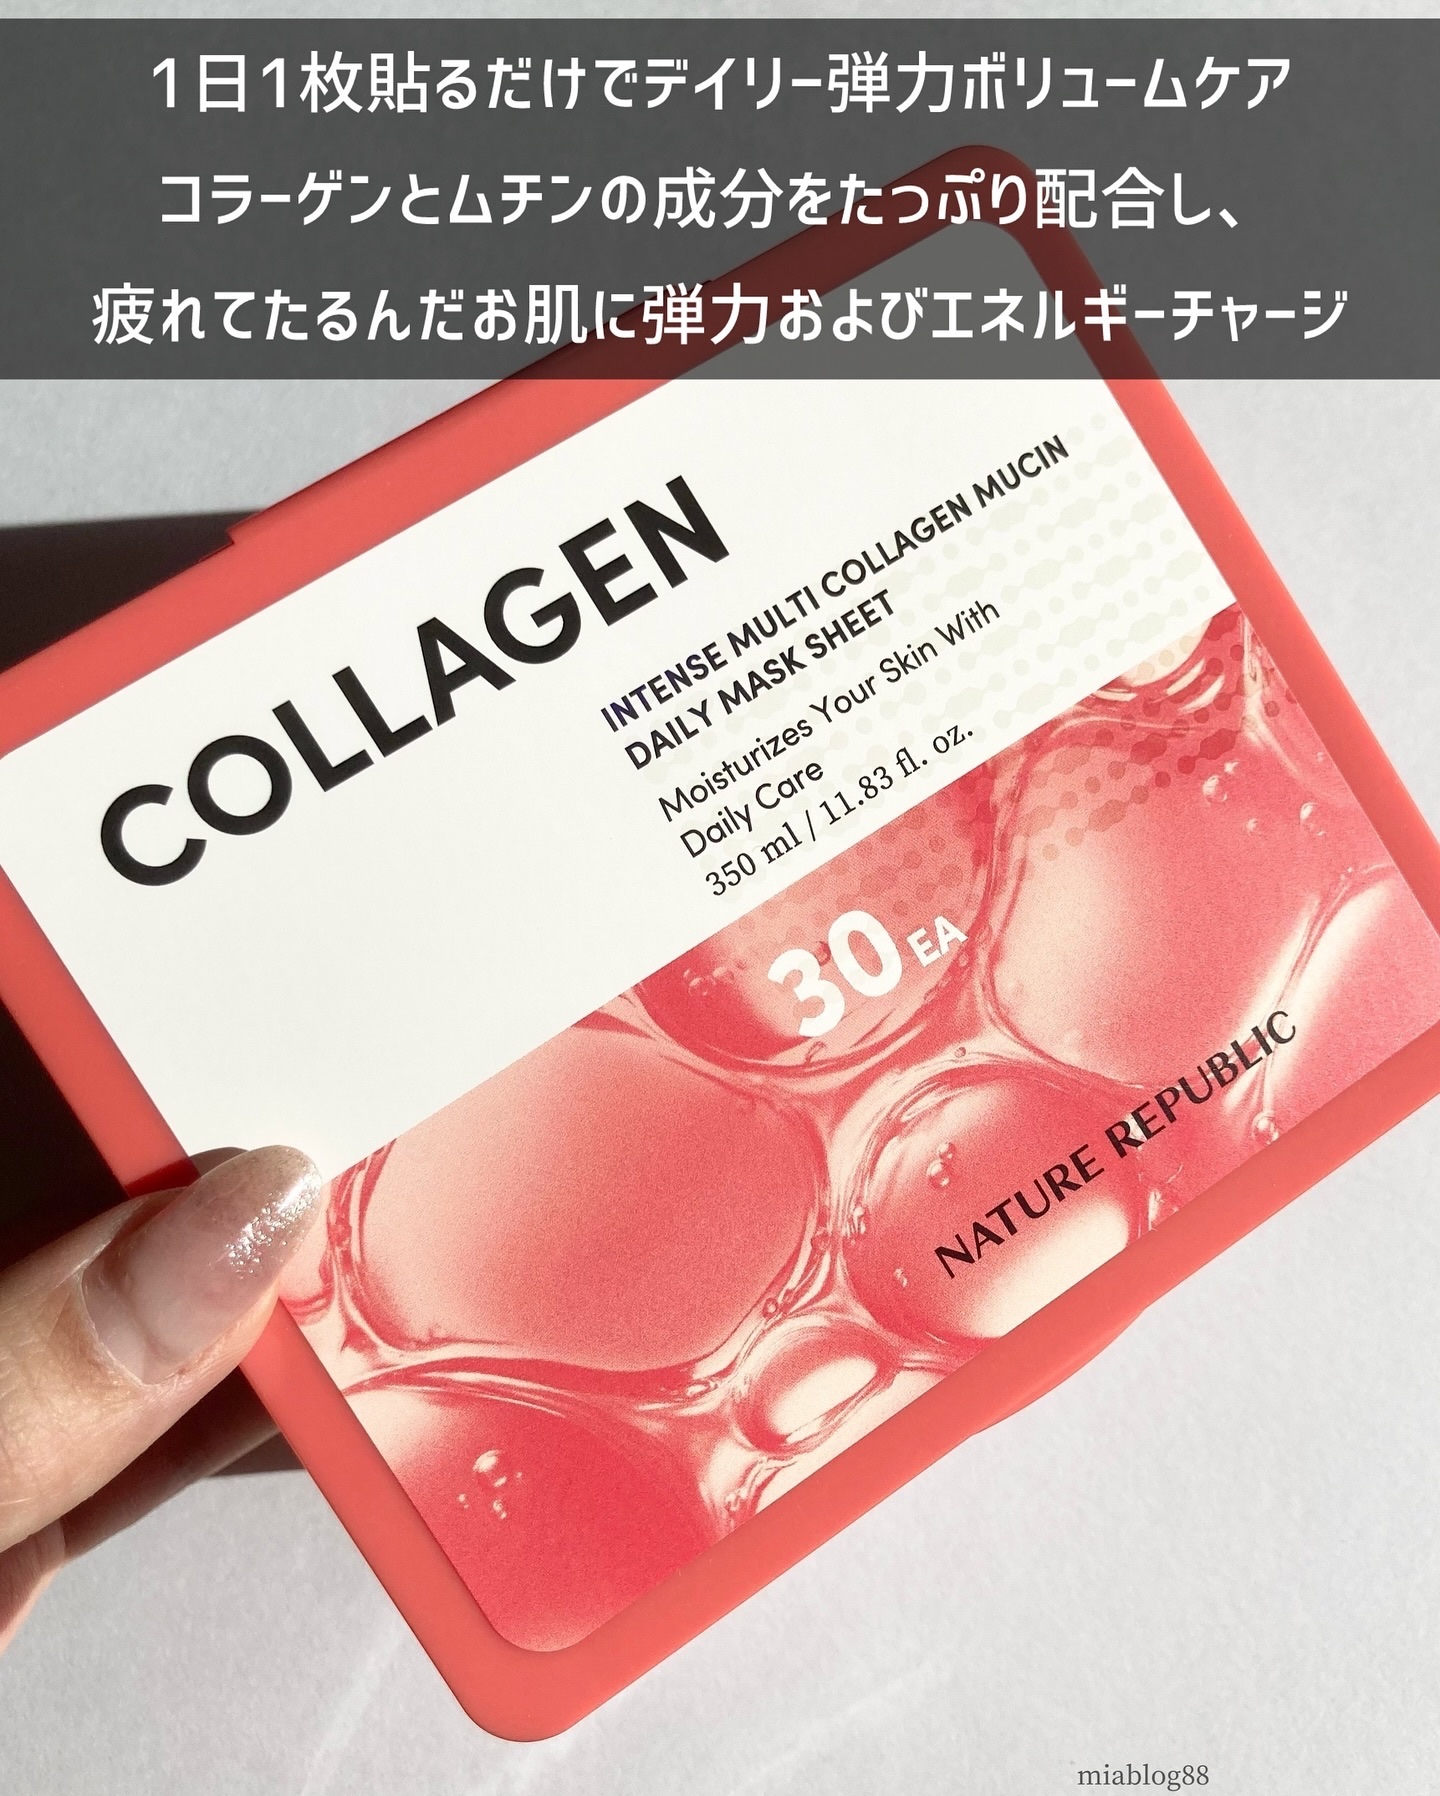 1日1枚貼るだけでデイリー弾力ボリュームケア
コラーゲンとムチンの成分をたっぷり配合し、
疲れてたるんだお肌に弾力およびエネルギーチャージ
COLLAGEN
INTENSE MULTI COLLAGEN MUCIN
DAILY MASK SHEET
Moisturizes Your Skin With
Daily Care
350 ml / 11.83 fl. oz.
30 EA
NATURE REPUBLIC
miablog88